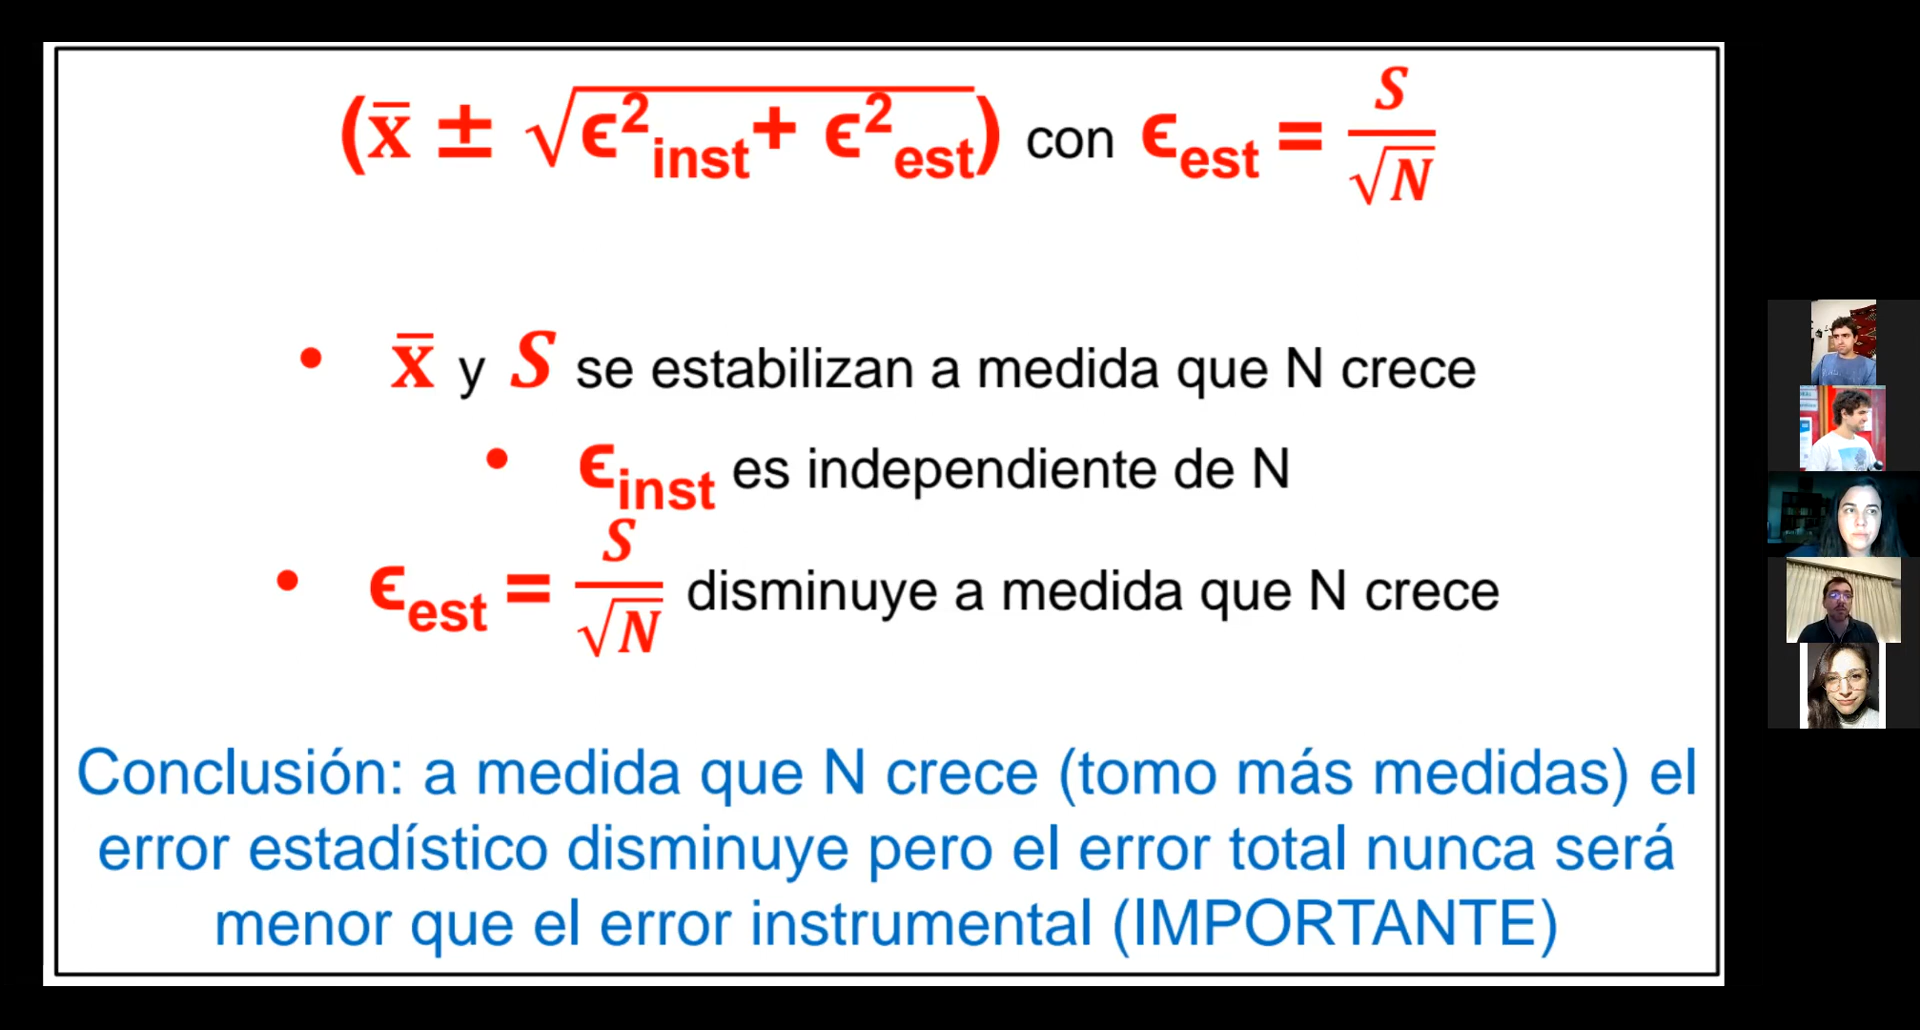 (x̄ ± √ϵ²inst + ϵ²est) con ϵest = S/√N
• x̄ y S se estabilizan a medida que N crece
• ϵinst es independiente de N
• ϵest = S/√N disminuye a medida que N crece
Conclusión: a medida que N crece (tomo más medidas) el
error estadístico disminuye pero el error total nunca será
menor que el error instrumental (IMPORTANTE)